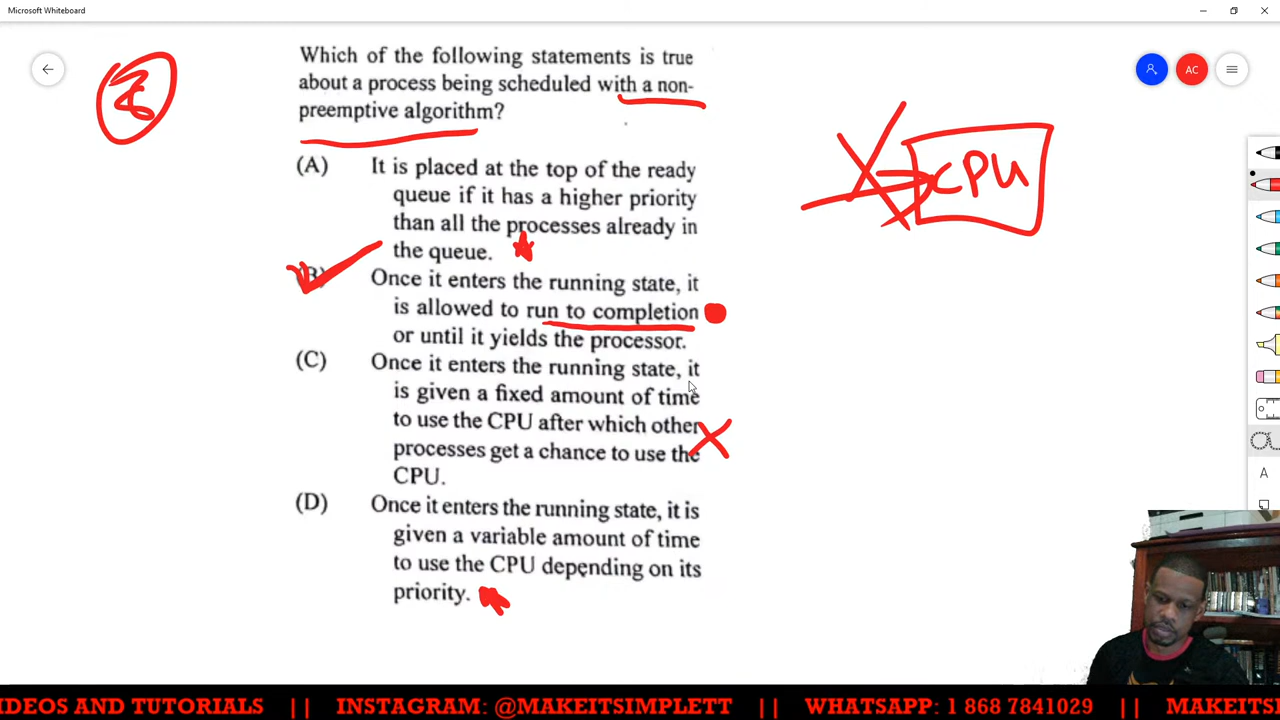 Microsoft Whiteboard
AC
Which of the following statements is true
about a process being scheduled with a non-
preemptive algorithm?
(A) It is placed at the top of the ready
queue if it has a higher priority
than all the processes already in
the queue.
Once it enters the running state, it
is allowed to run to completion
or until it yields the processor.
(C) Once it enters the running state, it
is given a fixed amount of time
to use the CPU after which other
processes get a chance to use the
CPU.
(D) Once it enters the running state, it is
given a variable amount of time
to use the CPU depending on its
priority.
CPU
A
IDEOS AND TUTORIALS || INSTAGRAM: @MAKEITSIMPLETT || WHATSAPP: 1 868 7841029 || MAKEITS